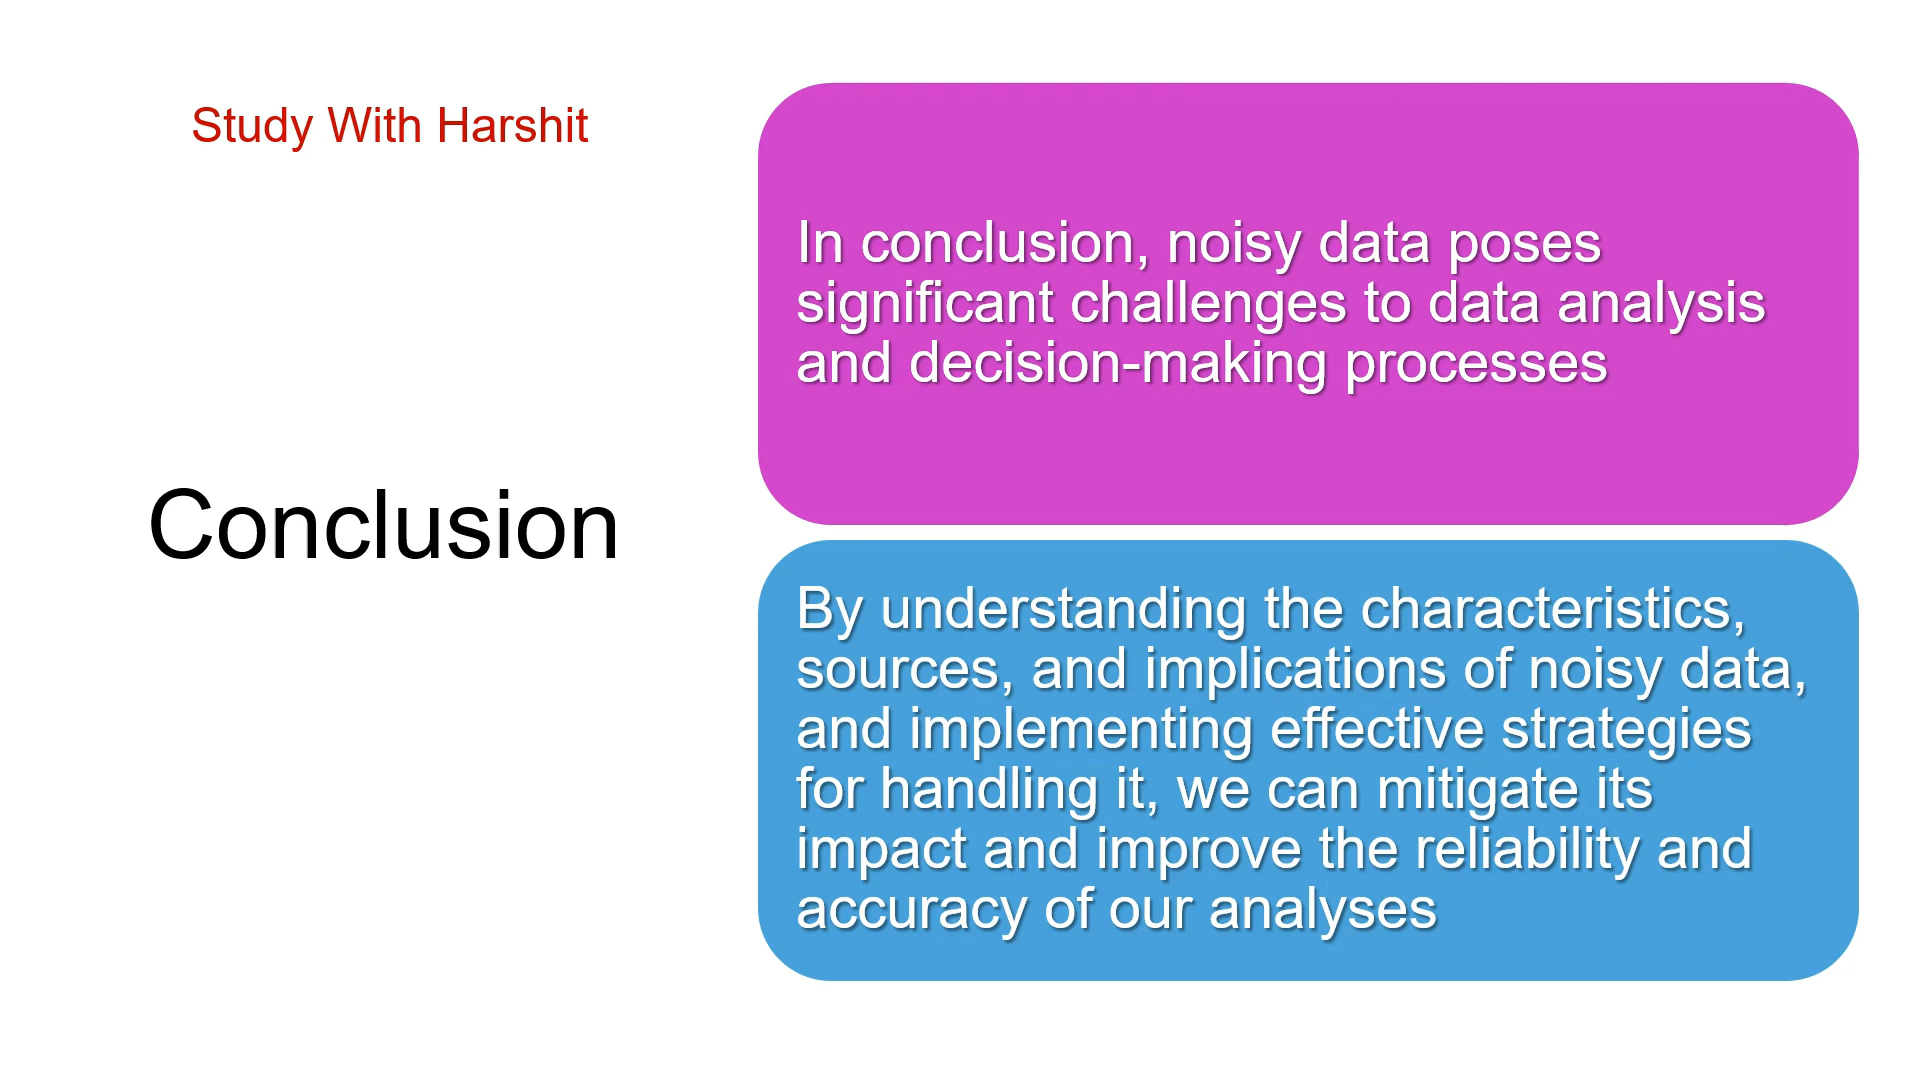 Study With Harshit
Conclusion
In conclusion, noisy data poses
significant challenges to data analysis
and decision-making processes
By understanding the characteristics,
sources, and implications of noisy data,
and implementing effective strategies
for handling it, we can mitigate its
impact and improve the reliability and
accuracy of our analyses